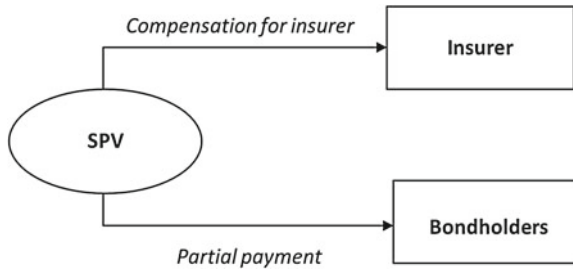 Compensation for insurer
Insurer
SPV
Bondholders
Partial payment